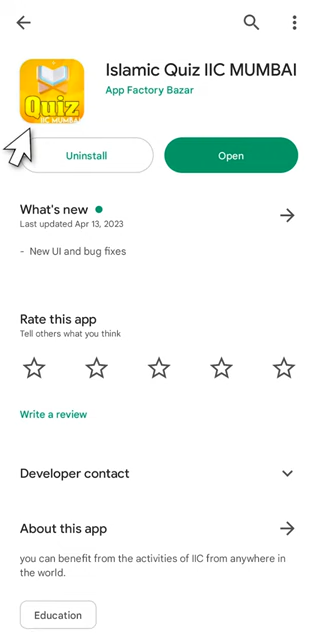 Islamic Quiz IIC MUMBAI
App Factory Bazar
Quiz
IIC MUMBAI
Uninstall
Open
What's new
Last updated Apr 13, 2023
- New UI and bug fixes
Rate this app
Tell others what you think
Write a review
Developer contact
About this app
you can benefit from the activities of IIC from anywhere in
the world.
Education